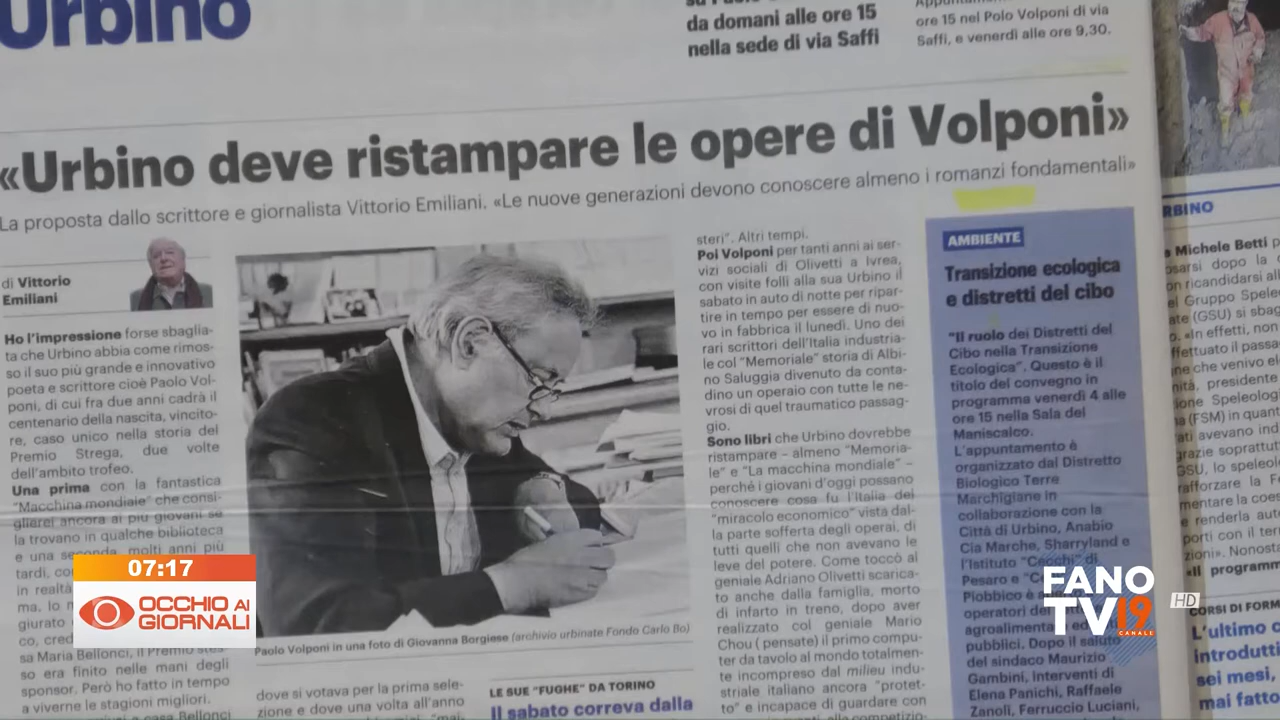 Urbino
da domani alle ore 15
nella sede di via Saffi
ore 15 nel Polo Volponi di via
Saffi, e venerdì alle ore 9,30.
«Urbino deve ristampare le opere di Volponi»
La proposta dallo scrittore e giornalista Vittorio Emiliani. «Le nuove generazioni devono conoscere almeno i romanzi fondamentali»
di Vittorio
Emiliani
Ho l'impressione forse sbaglia-
ta che Urbino abbia come rimos-
so il suo più grande e innovativo
poeta e scrittore cioè Paolo Vol-
poni, di cui fra due anni cadrà il
centenario della nascita, vincito-
re, caso unico nella storia del
Premio Strega, due volte
dell'ambito trofeo.
Una prima con la fantastica
"Macchina mondiale" che consi-
glierei ancora ai più giovani se
la trovano in qualche biblioteca
e una seconda, molti anni più
tardi, co
in realtà
ma, lo
giurato
co, cred
sa Maria Bellonci, il Premio stes-
so era finito nelle mani degli
sponsor. Però ho fatto in tempo
a viverne le stagioni migliori.
a casa Bellonci
Paolo Volponi in una foto di Giovanna Borgiese (archivio urbinate Fondo Carlo Bo)
dove si votava per la prima sele-
zione e dove una volta all'anno
LE SUE "FUGHE" DA TORINO
Il sabato correva dalla
steri". Altri tempi.
Poi Volponi per tanti anni ai ser-
vizi sociali di Olivetti a Ivrea,
con visite folli alla sua Urbino il
sabato in auto di notte per ripar-
tire in tempo per essere di nuo-
vo in fabbrica il lunedì. Uno dei
rari scrittori dell'Italia industria-
le col "Memoriale" storia di Albi-
no Saluggia divenuto da conta-
dino un operaio con tutte le ne-
vrosi di quel traumatico passag-
gio.
Sono libri che Urbino dovrebbe
ristampare – almeno "Memoria-
le" e "La macchina mondiale" –
perché i giovani d'oggi possano
conoscere cosa fu l'Italia del
"miracolo economico" vista dal-
la parte sofferta degli operai, di
tutti quelli che non avevano le
leve del potere. Come toccò al
geniale Adriano Olivetti scarica-
to anche dalla famiglia, morto
di infarto in treno, dopo aver
realizzato col geniale Mario
Chou ( pensate) il primo compu-
ter da tavolo al mondo totalmen-
te incompreso dal milieu indu-
striale italiano ancora "protet-
to" e incapace di guardare con
AMBIENTE
Transizione ecologica
e distretti del cibo
"Il ruolo dei Distretti del
Cibo nella Transizione
Ecologica". Questo è il
titolo del convegno in
programma venerdì 4 alle
ore 15 nella Sala del
Maniscalco.
L'appuntamento è
organizzato dal Distretto
Biologico Terre
Marchigiane in
collaborazione con la
Città di Urbino, Anabio
Cia Marche, Sharryland e
l'Istituto "Cecchi" di
Pesaro e
Piobbico è
operatori de
agroalimenta
pubblici. Dopo il saluto
del sindaco Maurizio
Gambini, Interventi di
Elena Panichi, Raffaele
Zanoli, Ferruccio Luciani,
RBINO
Michele Betti
L'ultimo
introdutti
sei mesi,
mai fatto
07:17
OCCHIO AI
GIORNALI
FANO
TV19
CANALE
HD